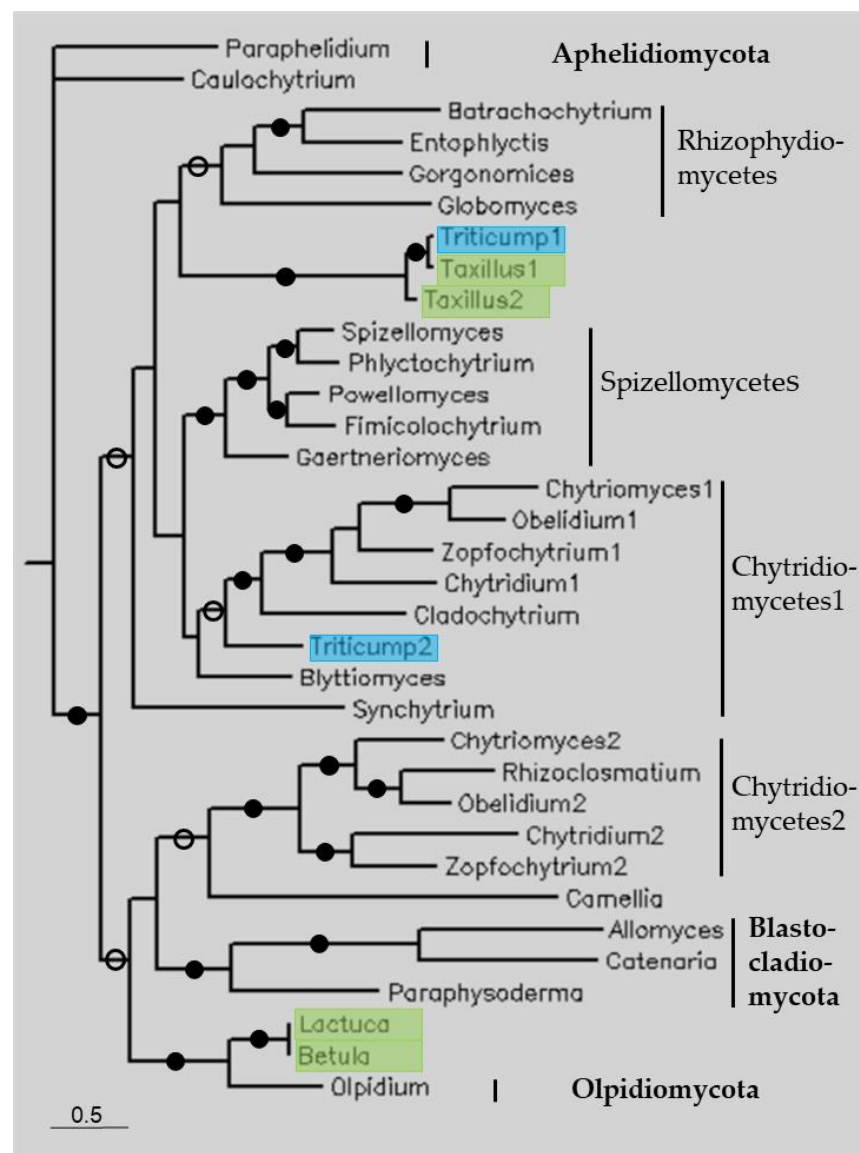 Paraphelidium
Aphelidiomycota
Caulochytrium
Batrachochytrium
Entophlyctis
Rhizophydio-
mycetes
Gorgonomices
Globomyces
Triticump1
Taxillus1
Taxillus2
Spizellomyces
Phlyctochytrium
Spizellomycetes
Powellomyces
Fimicolochytrium
Gaertneriomyces
Chytriomyces1
Obelidium1
Zopfochytrium1
Chytridio-
mycetes1
Chytridium1
Cladochytrium
Triticump2
Blyttiomyces
Synchytrium
Chytriomyces2
Rhizoclosmatium
Chytridio-
mycetes2
Obelidium2
Chytridium2
Zopfochytrium2
Camellia
Allomyces
Blasto-
cladio-
mycota
Catenaria
Paraphysoderma
Lactuca
Betula
Olpidium
Olpidiomycota
0.5